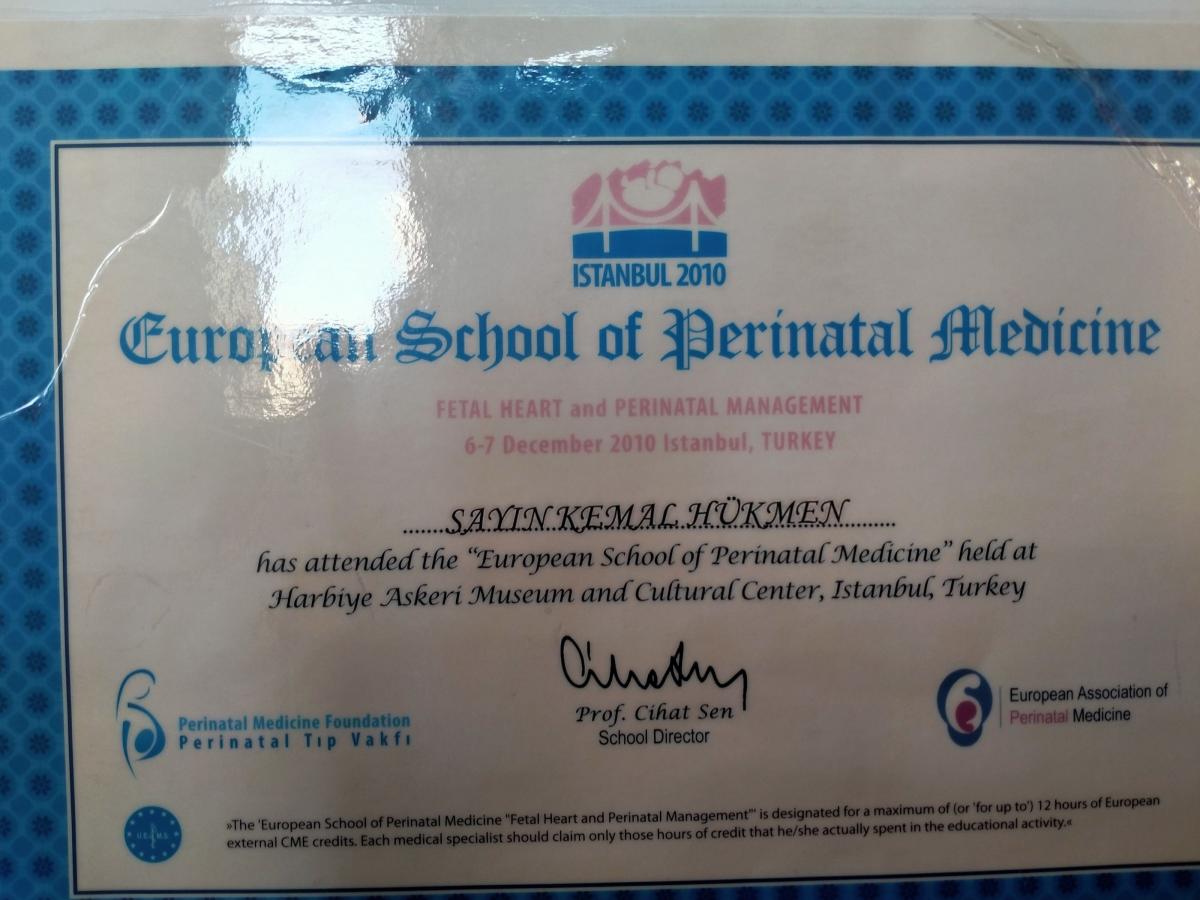 ISTANBUL 2010
European School of Perinatal Medicine
FETAL HEART and PERINATAL MANAGEMENT
6-7 December 2010 Istanbul, TURKEY
SAYIN KEMAL HÜKMEN
has attended the “European School of Perinatal Medicine” held at
Harbiye Askeri Museum and Cultural Center, Istanbul, Turkey
Prof. Cihat Sen
School Director
Perinatal Medicine Foundation
Perinatal Tıp Vakfı
European Association of
Perinatal Medicine
U.E.M.S.
»The 'European School of Perinatal Medicine "Fetal Heart and Perinatal Management"' is designated for a maximum of (or 'for up to') 12 hours of European
external CME credits. Each medical specialist should claim only those hours of credit that he/she actually spent in the educational activity.«